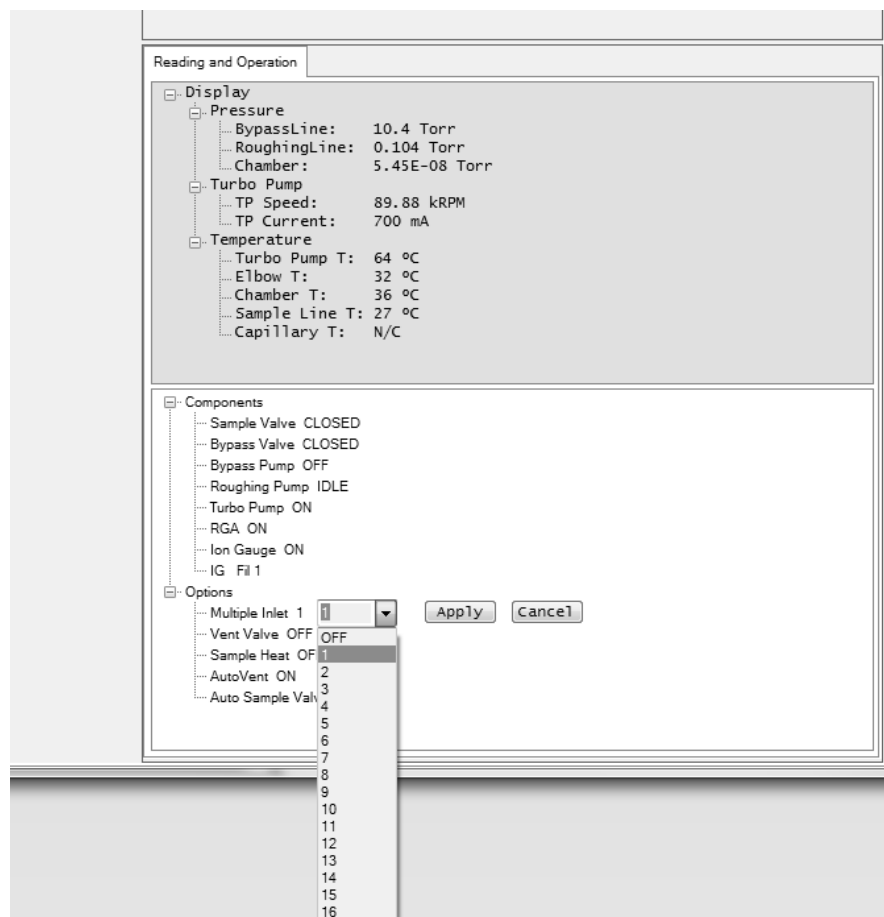 Reading and Operation
Display
Pressure
BypassLine: 10.4 Torr
RoughingLine: 0.104 Torr
Chamber: 5.45E-08 Torr
Turbo Pump
TP Speed: 89.88 kRPM
TP Current: 700 mA
Temperature
Turbo Pump T: 64 ºC
Elbow T: 32 ºC
Chamber T: 36 ºC
Sample Line T: 27 ºC
Capillary T: N/C
Components
Sample Valve CLOSED
Bypass Valve CLOSED
Bypass Pump OFF
Roughing Pump IDLE
Turbo Pump ON
RGA ON
Ion Gauge ON
IG Fil 1
Options
Multiple Inlet 1 1 Apply Cancel
Vent Valve OFF
Sample Heat OF
AutoVent ON
Auto Sample Valv
OFF
1
2
3
4
5
6
7
8
9
10
11
12
13
14
15
16